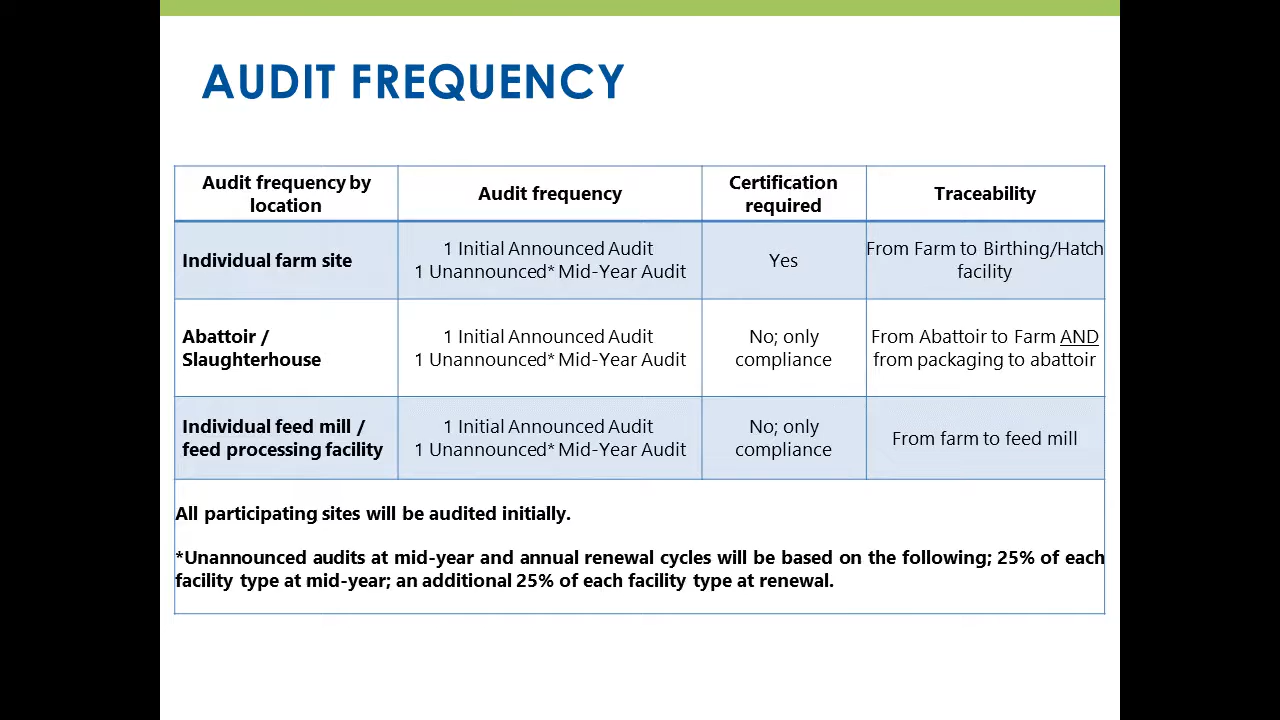 AUDIT FREQUENCY
Audit frequency by
location
Audit frequency
Certification
required
Traceability
Individual farm site
1 Initial Announced Audit
1 Unannounced* Mid-Year Audit
Yes
From Farm to Birthing/Hatch
facility
Abattoir /
Slaughterhouse
1 Initial Announced Audit
1 Unannounced* Mid-Year Audit
No; only
compliance
From Abattoir to Farm AND
from packaging to abattoir
Individual feed mill /
feed processing facility
1 Initial Announced Audit
1 Unannounced* Mid-Year Audit
No; only
compliance
From farm to feed mill
All participating sites will be audited initially.
*Unannounced audits at mid-year and annual renewal cycles will be based on the following; 25% of each
facility type at mid-year; an additional 25% of each facility type at renewal.